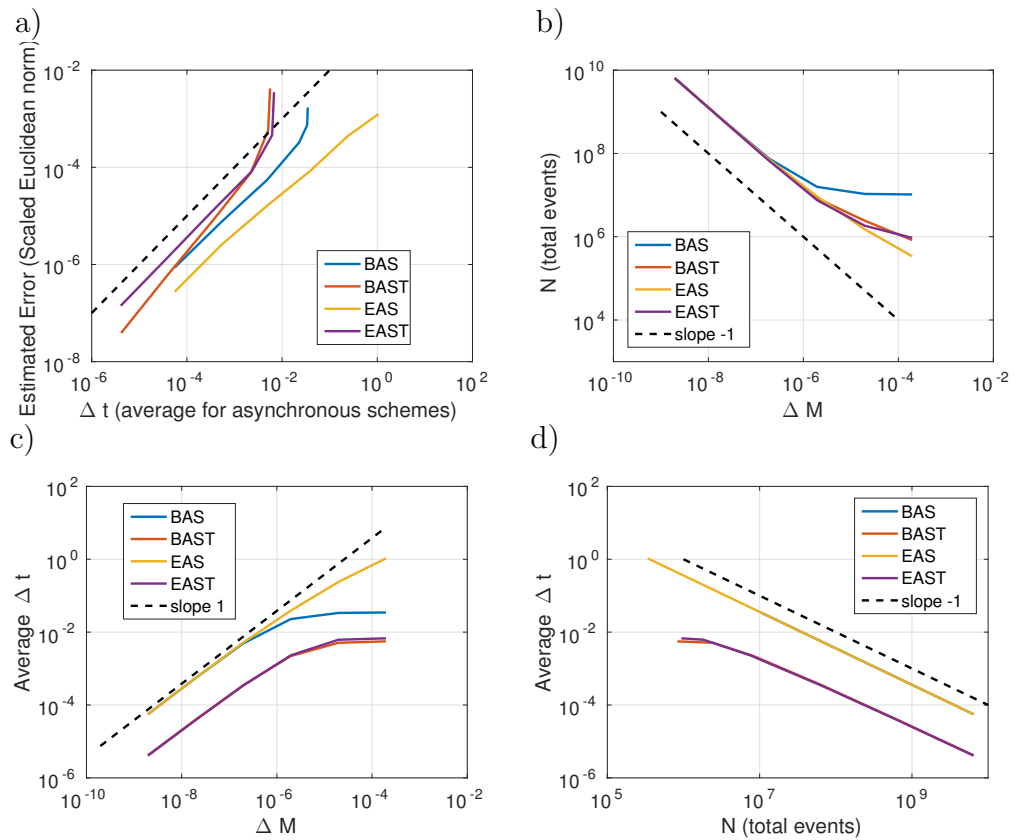 a)
Estimated Error (Scaled Euclidean norm)
10^-2
10^-4
10^-6
10^-8
BAS
BAST
EAS
EAST
10^-6
10^-4
10^-2
10^0
10^2
Δ t (average for asynchronous schemes)
b)
N (total events)
10^10
10^8
10^6
10^4
BAS
BAST
EAS
EAST
slope -1
10^-10
10^-8
10^-6
10^-4
10^-2
Δ M
c)
Average Δ t
10^2
10^0
10^-2
10^-4
10^-6
BAS
BAST
EAS
EAST
slope 1
10^-10
10^-8
10^-6
10^-4
10^-2
Δ M
d)
Average Δ t
10^2
10^0
10^-2
10^-4
10^-6
BAS
BAST
EAS
EAST
slope -1
10^5
10^7
10^9
N (total events)